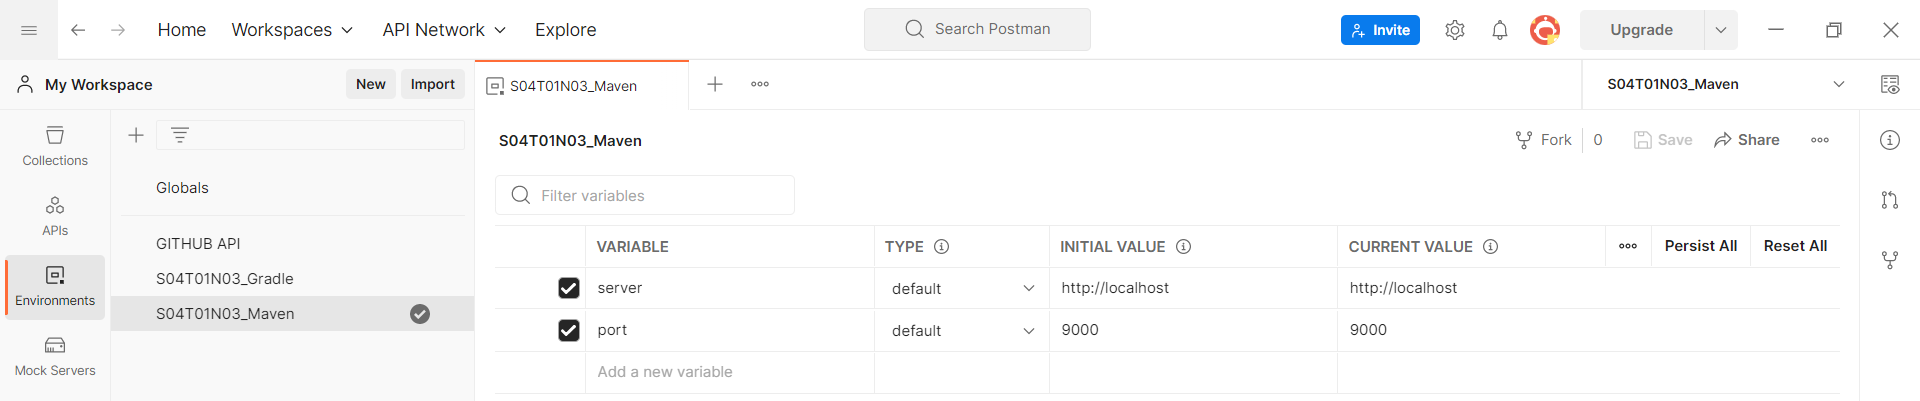 Home Workspaces API Network Explore Search Postman Invite Upgrade
My Workspace New Import S04T01N03_Maven S04T01N03_Maven
Collections
APIs
Environments
Mock Servers
Globals
GITHUB API
S04T01N03_Gradle
S04T01N03_Maven
S04T01N03_Maven Fork 0 Save Share
Filter variables
VARIABLE TYPE INITIAL VALUE CURRENT VALUE Persist All Reset All
server default http://localhost http://localhost
port default 9000 9000
Add a new variable